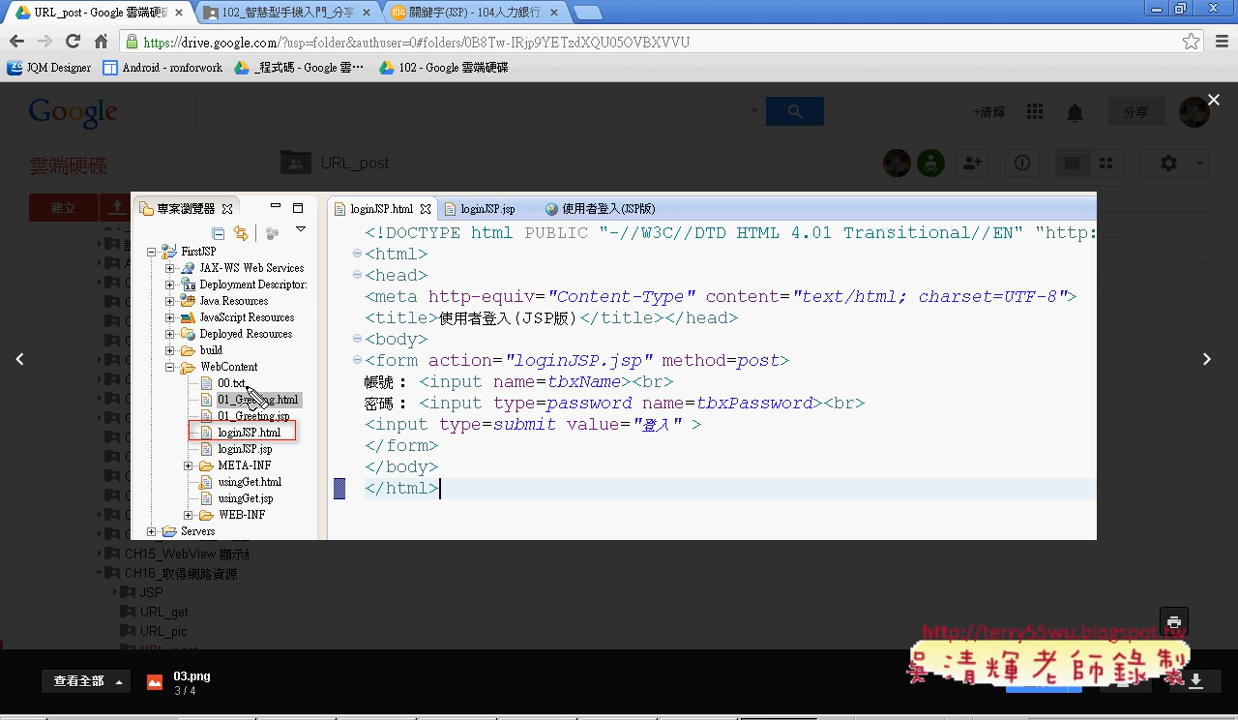 URL_post - Google 雲端硬碟
102_智慧型手機入門_分享
關鍵字(JSP) - 104人力銀行
https://drive.google.com/?usp=folder&authuser=0#folders/0B8Tw-IRjp9YETzdXQU05OVBXVVU
JQM Designer
Android - ronforwork
_程式碼 - Google 雲…
102 - Google 雲端硬碟
Google
+清輝
分享
雲端硬碟
URL_post
建立
專案瀏覽器
loginJSP.html
loginJSP.jsp
使用者登入(JSP版)
FirstJSP
JAX-WS Web Services
Deployment Descriptor:
Java Resources
JavaScript Resources
Deployed Resources
build
WebContent
00.txt
01_Greeting.html
01_Greeting.jsp
loginJSP.html
loginJSP.jsp
META-INF
usingGet.html
usingGet.jsp
WEB-INF
Servers
<!DOCTYPE html PUBLIC "-//W3C//DTD HTML 4.01 Transitional//EN" "http:
<html>
<head>
<meta http-equiv="Content-Type" content="text/html; charset=UTF-8">
<title>使用者登入(JSP版)</title></head>
<body>
<form action="loginJSP.jsp" method=post>
帳號：<input name=tbxName><br>
密碼：<input type=password name=tbxPassword><br>
<input type=submit value="登入" >
</form>
</body>
</html>
CH15_WebView 顯示
CH16_取得網路資源
JSP
URL_get
URL_pic
http://terry55wu.blogspot.tw
吳清輝老師錄製
查看全部
03.png
3 / 4